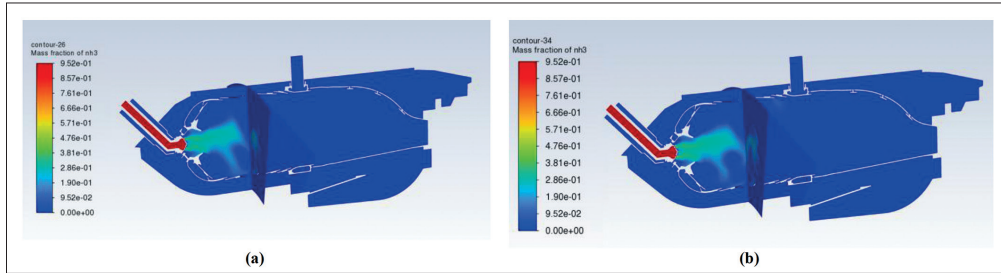 contour-26
Mass fraction of nh3
9.52e-01
8.57e-01
7.61e-01
6.66e-01
5.71e-01
4.76e-01
3.81e-01
2.86e-01
1.90e-01
9.52e-02
0.00e+00
(a)
contour-34
Mass fraction of nh3
9.52e-01
8.57e-01
7.61e-01
6.66e-01
5.71e-01
4.76e-01
3.81e-01
2.86e-01
1.90e-01
9.52e-02
0.00e+00
(b)